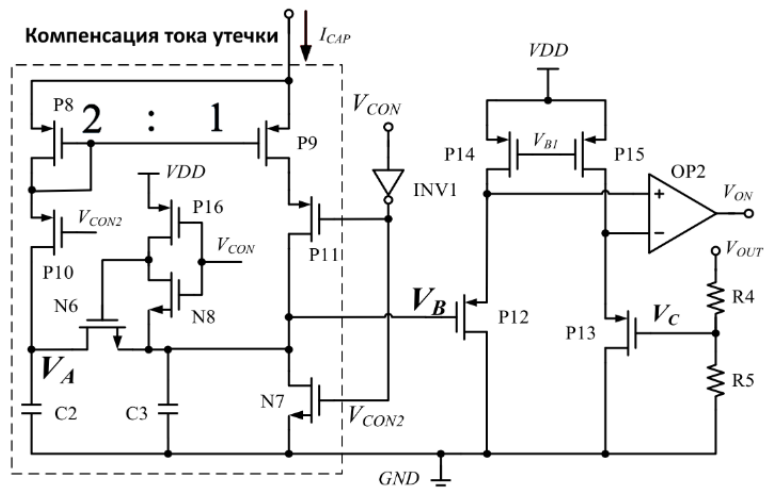 Компенсация тока утечки
I_CAP
P8
2 : 1
P9
V_CON
VDD
P14
V_B1
P15
OP2
V_ON
INV1
VDD
P16
V_CON2
V_CON
P10
P11
V_OUT
N6
N8
V_B
P12
P13
V_C
R4
V_A
C2
C3
N7
V_CON2
R5
GND